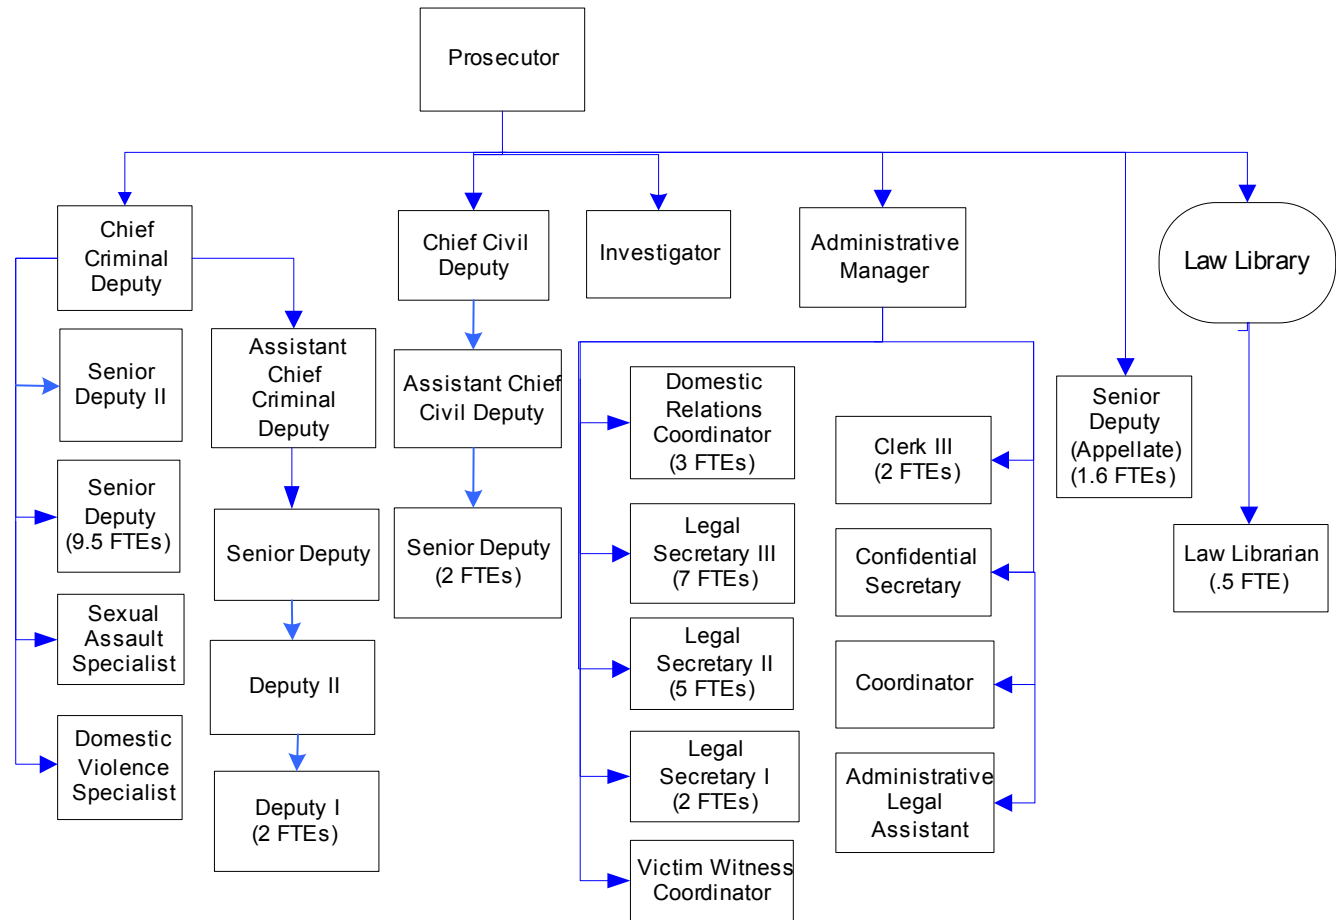 Prosecutor
Chief
Criminal
Deputy
Chief Civil
Deputy
Investigator
Administrative
Manager
Law Library
Senior
Deputy II
Assistant
Chief
Criminal
Deputy
Assistant Chief
Civil Deputy
Domestic
Relations
Coordinator
(3 FTEs)
Clerk III
(2 FTEs)
Senior
Deputy
(Appellate)
(1.6 FTEs)
Senior
Deputy
(9.5 FTEs)
Senior Deputy
Senior Deputy
(2 FTEs)
Legal
Secretary III
(7 FTEs)
Confidential
Secretary
Law Librarian
(.5 FTE)
Sexual
Assault
Specialist
Deputy II
Legal
Secretary II
(5 FTEs)
Coordinator
Domestic
Violence
Specialist
Deputy I
(2 FTEs)
Legal
Secretary I
(2 FTEs)
Administrative
Legal
Assistant
Victim Witness
Coordinator